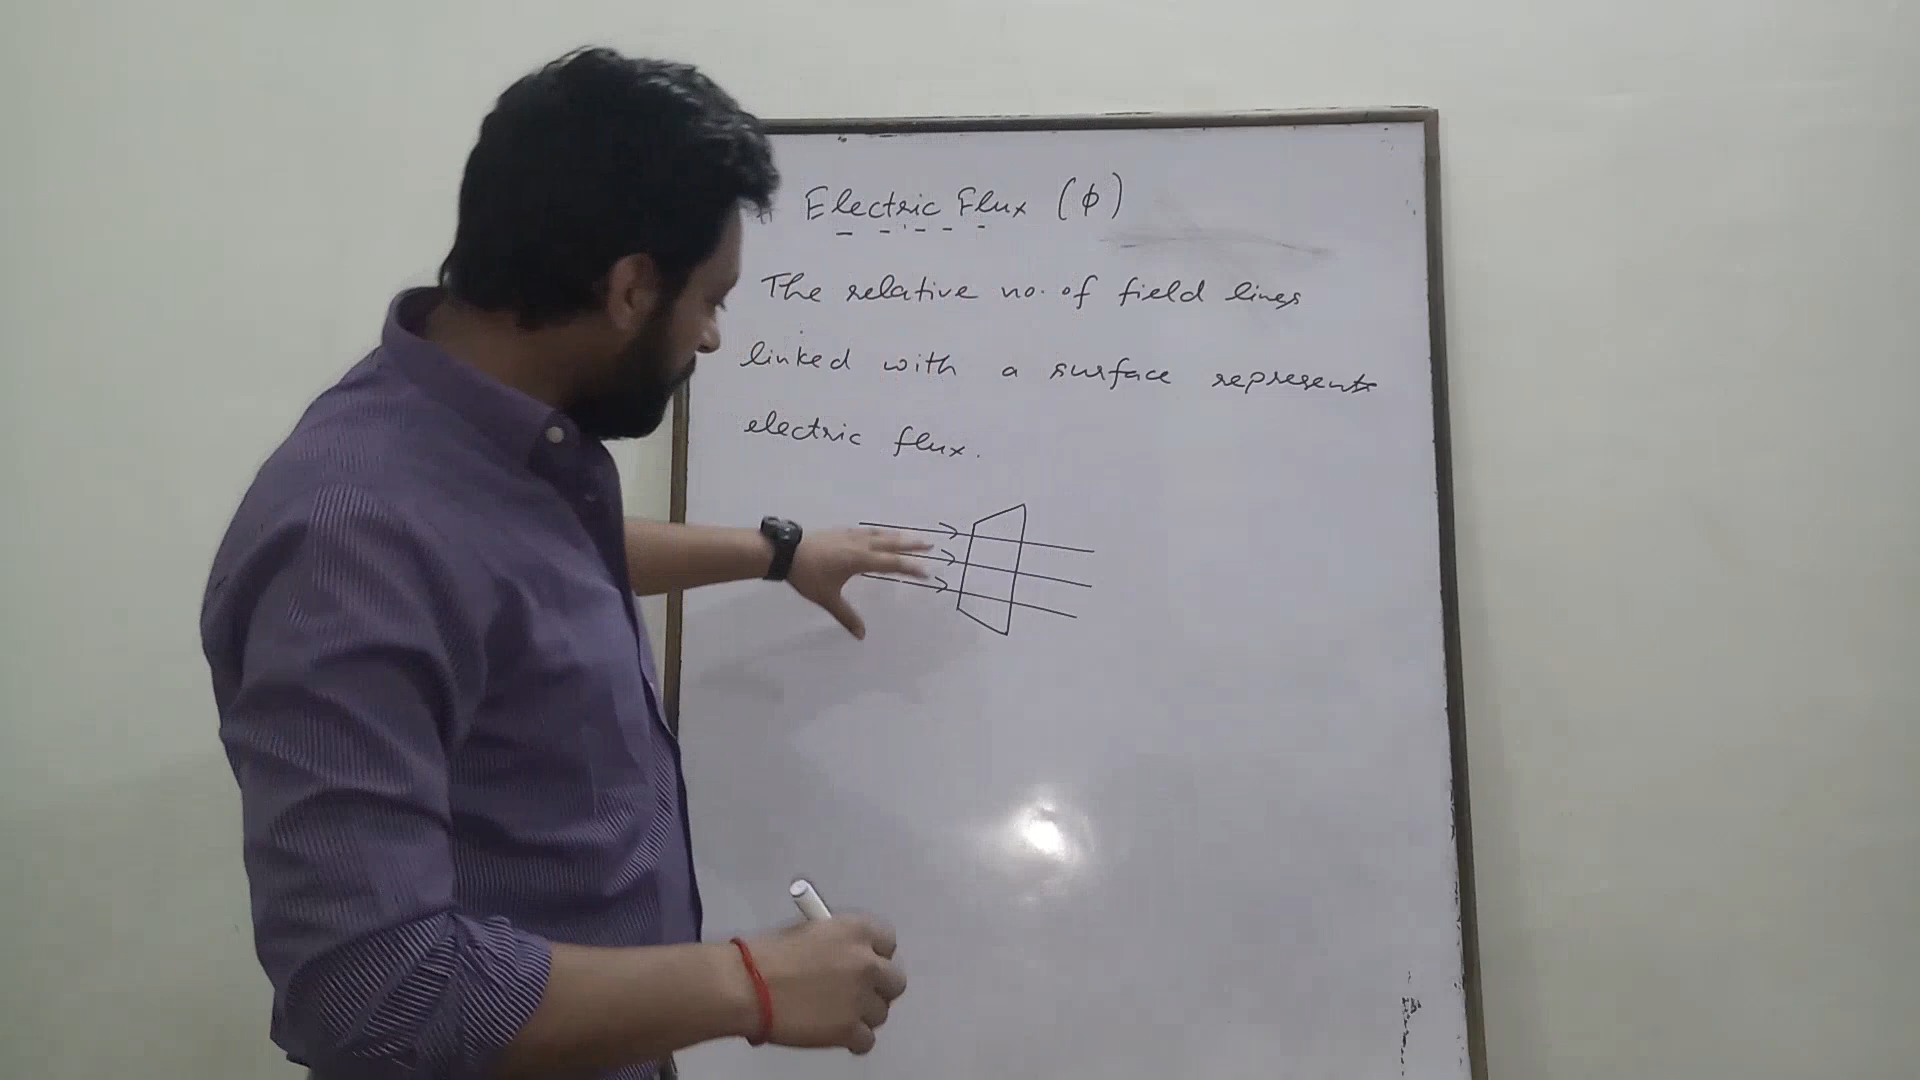 # Electric Flux (ϕ)
The relative no. of field lines
linked with a surface represents
electric flux.